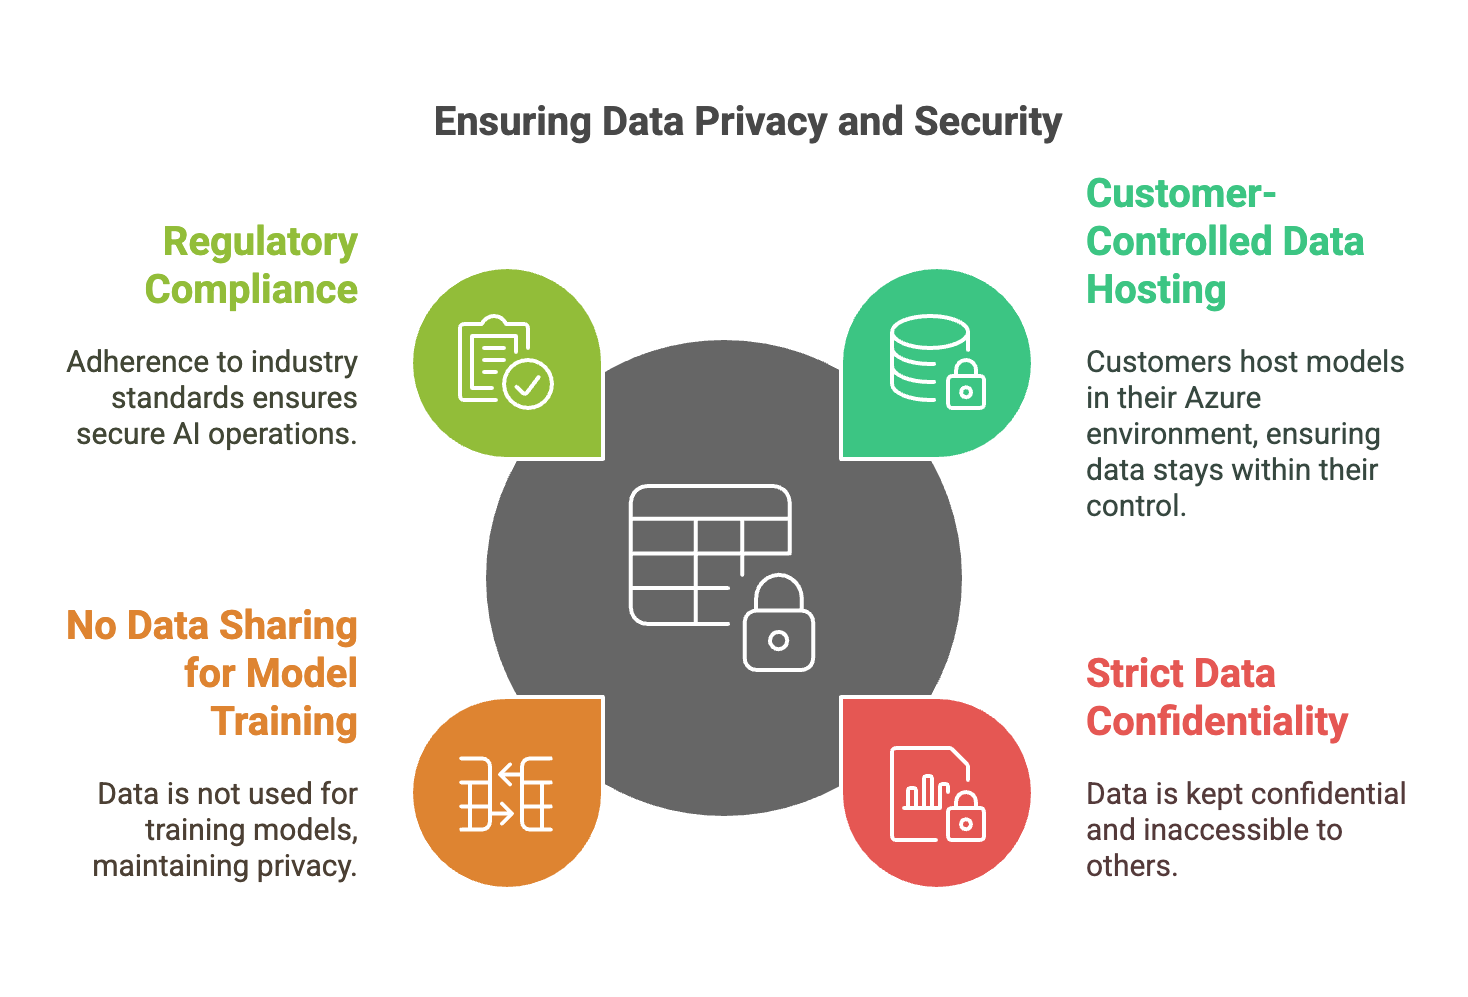 Ensuring Data Privacy and Security
Regulatory
Compliance
Adherence to industry
standards ensures
secure AI operations.
Customer-
Controlled Data
Hosting
Customers host models
in their Azure
environment, ensuring
data stays within their
control.
No Data Sharing
for Model
Training
Data is not used for
training models,
maintaining privacy.
Strict Data
Confidentiality
Data is kept confidential
and inaccessible to
others.